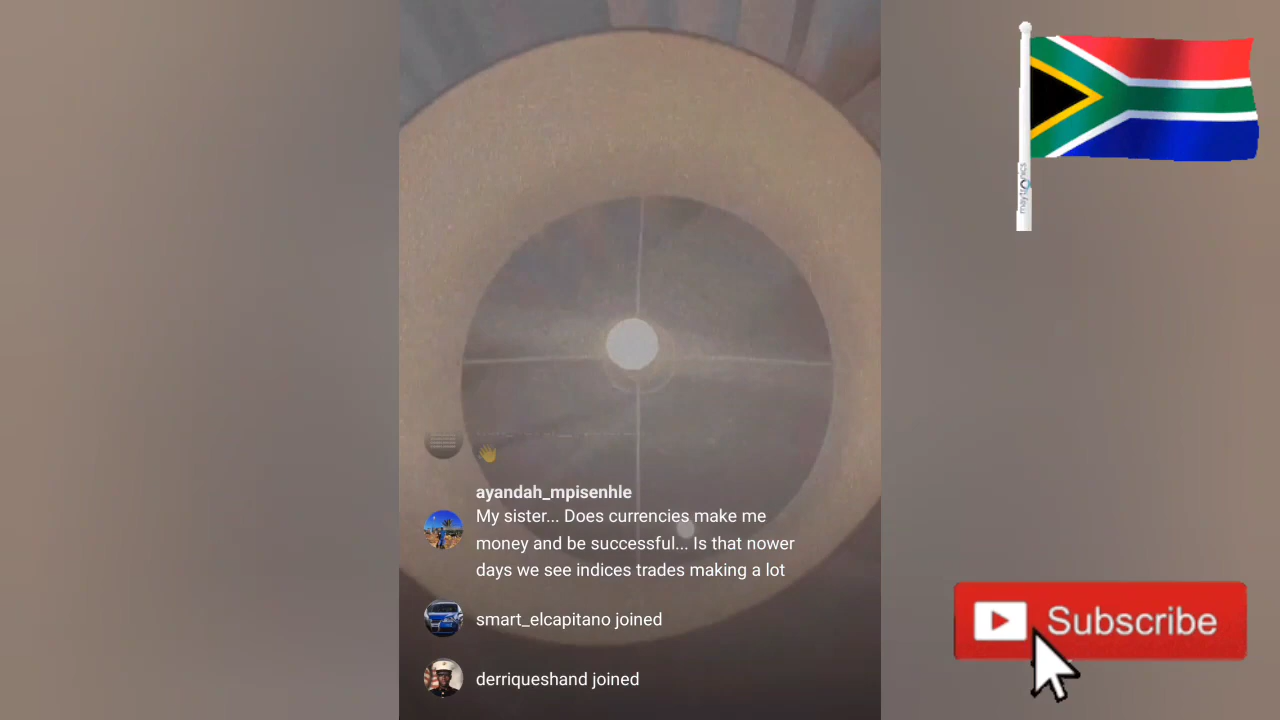 maytronics
ayandah_mpisenhle
My sister... Does currencies make me
money and be successful... Is that nower
days we see indices trades making a lot
smart_elcapitano joined
derriqueshand joined
Subscribe